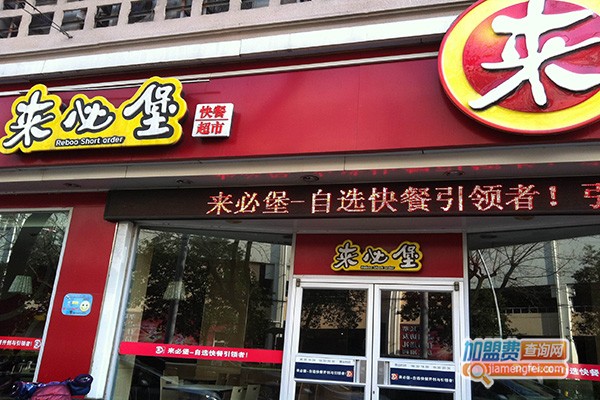 来必堡
Reboo Short order
快餐
超市
来
来必堡-自选快餐引领者! 引
来必堡
来必堡-自选快餐引领者!
加盟费查询网
jiamengfei.com